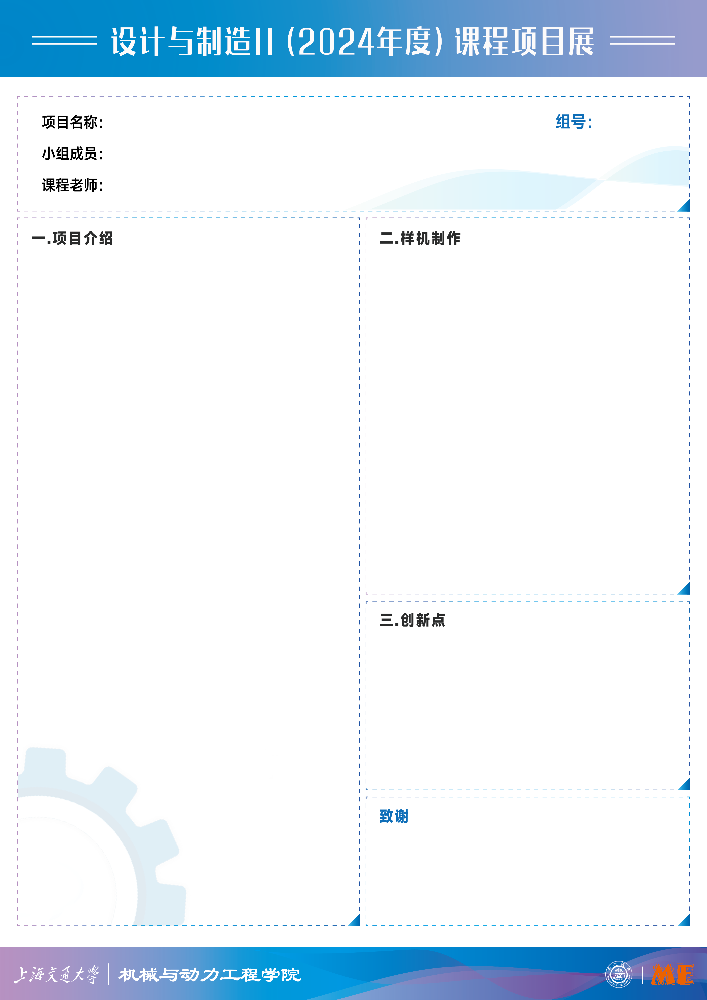 设计与制造II（2024年度）课程项目展
项目名称：
组号：
小组成员：
课程老师：
一.项目介绍
二.样机制作
三.创新点
致谢
上海交通大學
机械与动力工程学院
ME